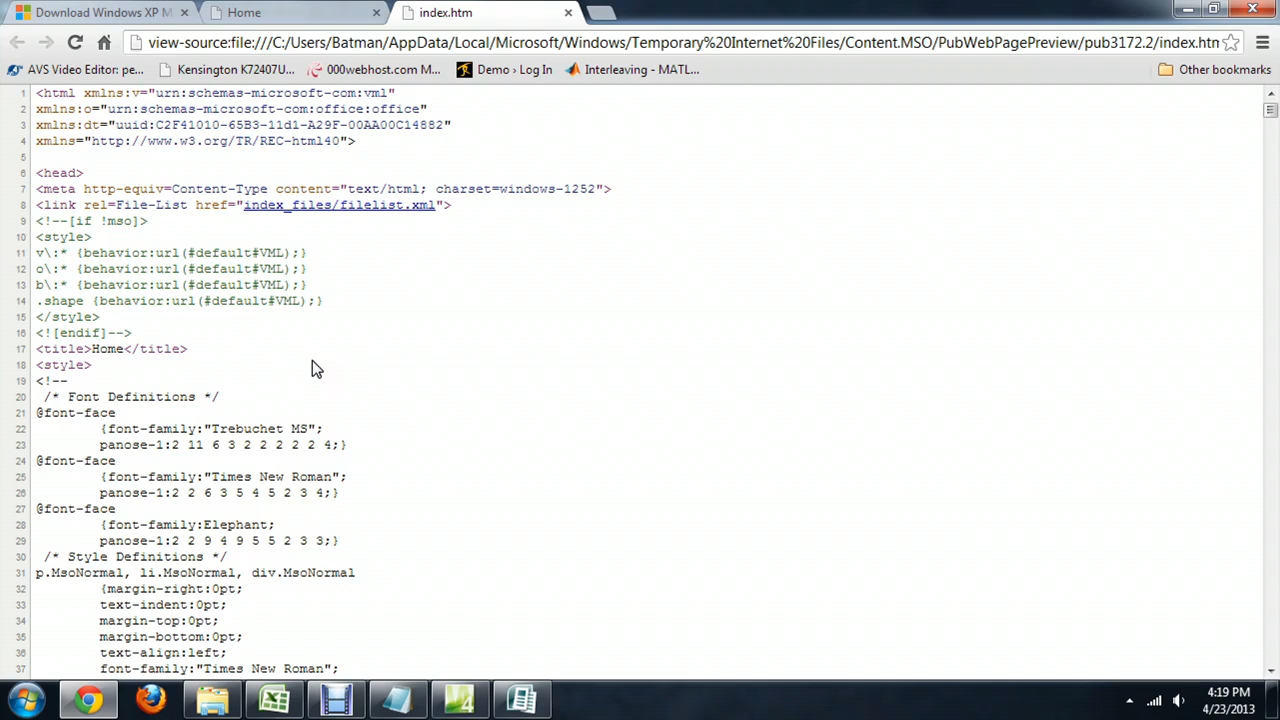 Download Windows XP M
Home
index.htm
view-source:file:///C:/Users/Batman/AppData/Local/Microsoft/Windows/Temporary%20Internet%20Files/Content.MSO/PubWebPagePreview/pub3172.2/index.htm
AVS Video Editor: pe...
Kensington K72407U...
000webhost.com M...
Demo › Log In
Interleaving - MATL...
Other bookmarks
1 <html xmlns:v="urn:schemas-microsoft-com:vml"
2 xmlns:o="urn:schemas-microsoft-com:office:office"
3 xmlns:dt="uuid:C2F41010-65B3-11d1-A29F-00AA00C14882"
4 xmlns="http://www.w3.org/TR/REC-html40">
5
6 <head>
7 <meta http-equiv=Content-Type content="text/html; charset=windows-1252">
8 <link rel=File-List href="index_files/filelist.xml">
9 <!--[if !mso]>
10 <style>
11 v\:* {behavior:url(#default#VML);}
12 o\:* {behavior:url(#default#VML);}
13 b\:* {behavior:url(#default#VML);}
14 .shape {behavior:url(#default#VML);}
15 </style>
16 <![endif]-->
17 <title>Home</title>
18 <style>
19 <!--
20 /* Font Definitions */
21 @font-face
22 {font-family:"Trebuchet MS";
23 panose-1:2 11 6 3 2 2 2 2 2 4;}
24 @font-face
25 {font-family:"Times New Roman";
26 panose-1:2 2 6 3 5 4 5 2 3 4;}
27 @font-face
28 {font-family:Elephant;
29 panose-1:2 2 9 4 9 5 5 2 3 3;}
30 /* Style Definitions */
31 p.MsoNormal, li.MsoNormal, div.MsoNormal
32 {margin-right:0pt;
33 text-indent:0pt;
34 margin-top:0pt;
35 margin-bottom:0pt;
36 text-align:left;
37 font-family:"Times New Roman";
4:19 PM
4/23/2013